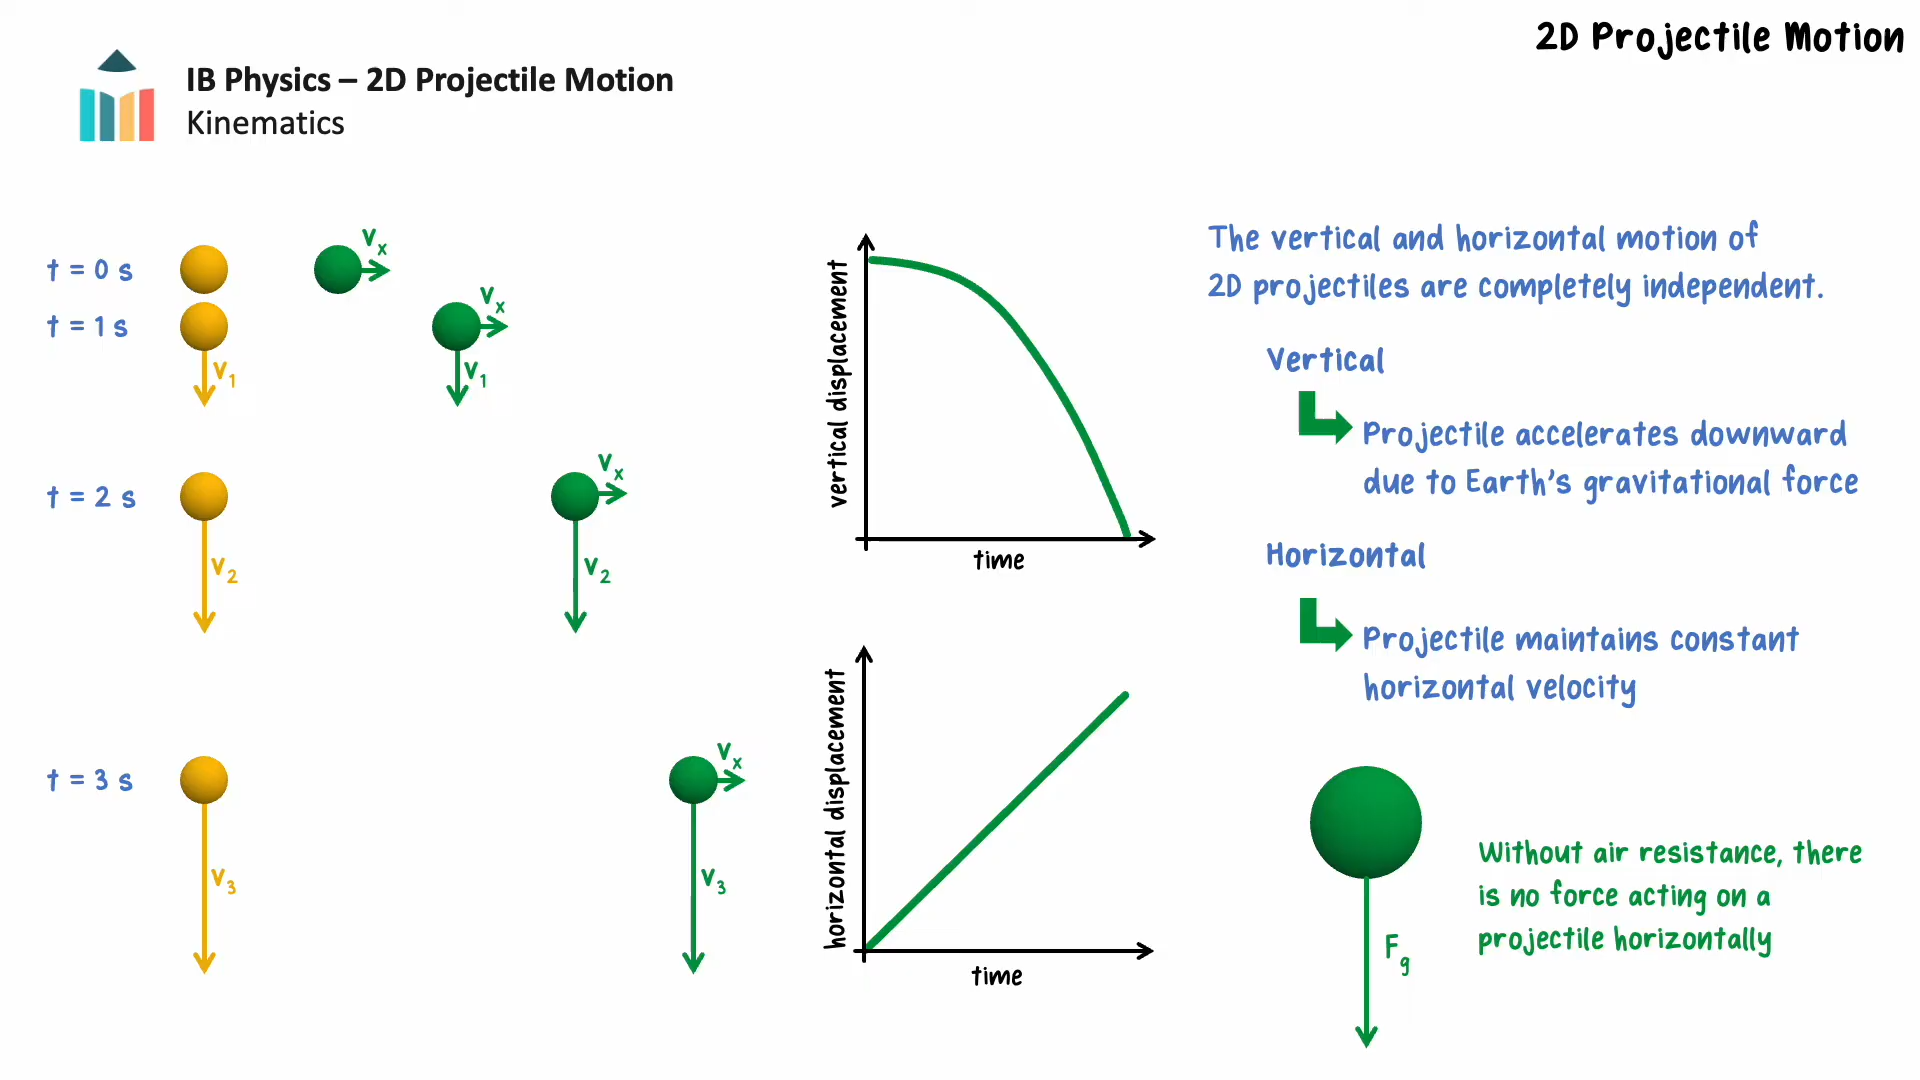 2D Projectile Motion
IB Physics – 2D Projectile Motion
Kinematics
t = 0 s
vx
t = 1 s
vx
v1
v1
t = 2 s
vx
v2
v2
t = 3 s
vx
v3
v3
vertical displacement
time
horizontal displacement
time
The vertical and horizontal motion of
2D projectiles are completely independent.
Vertical
Projectile accelerates downward
due to Earth's gravitational force
Horizontal
Projectile maintains constant
horizontal velocity
Fg
Without air resistance, there
is no force acting on a
projectile horizontally